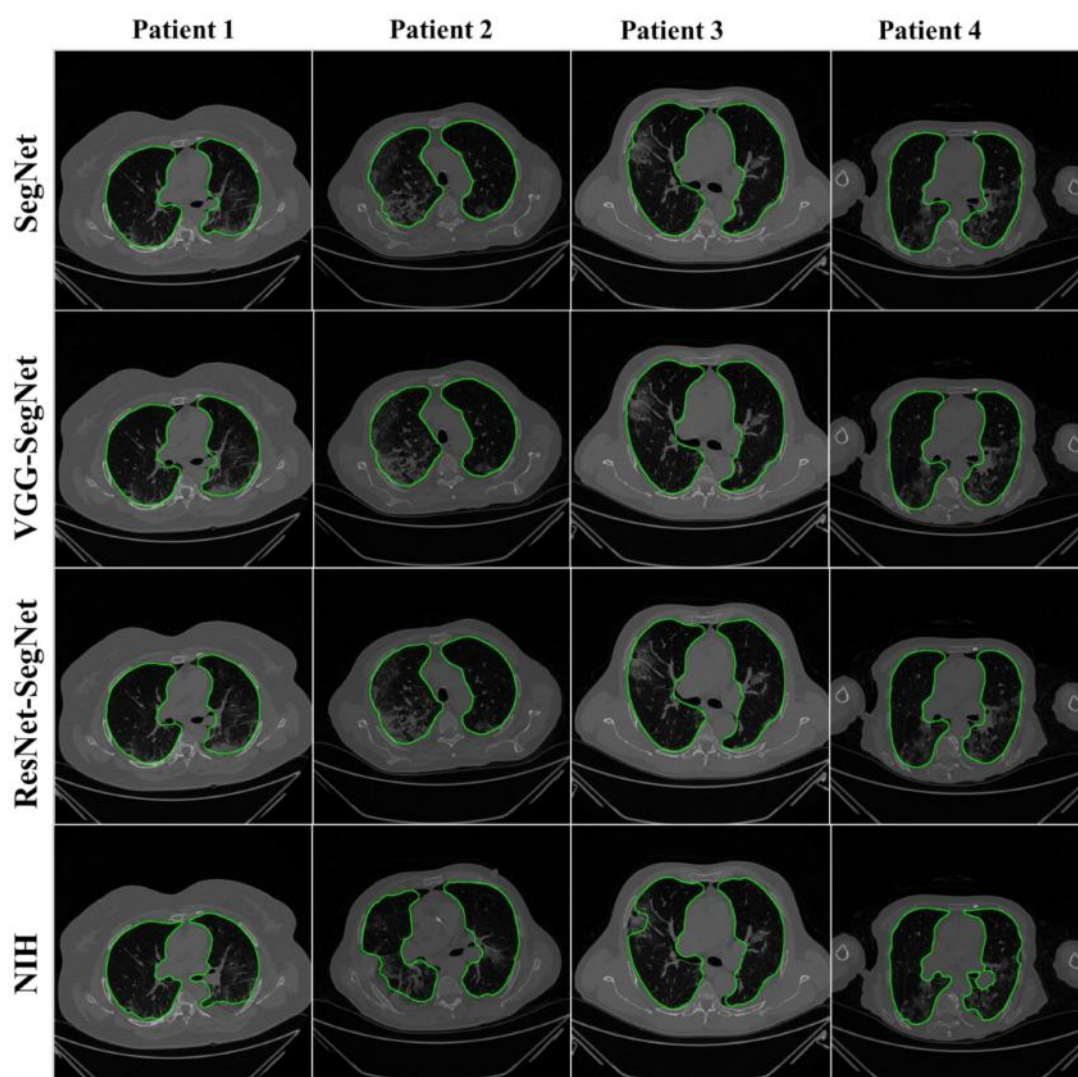 Patient 1
Patient 2
Patient 3
Patient 4
SegNet
VGG-SegNet
ResNet-SegNet
NIH